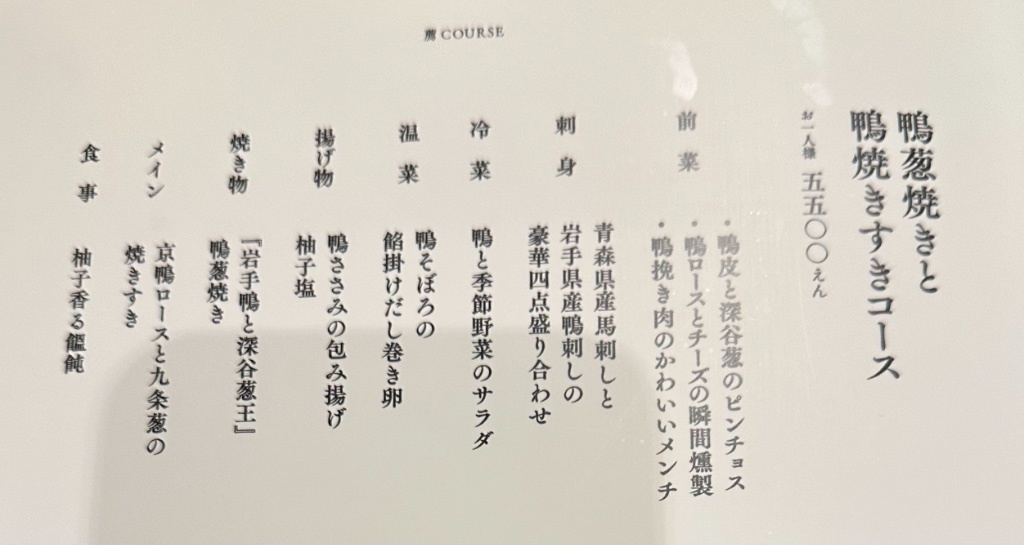 薦 COURSE
鴨葱焼きと
鴨焼きすきコース
お一人様 五五〇〇えん
前菜
・鴨皮と深谷葱のピンチョス
・鴨ロースとチーズの瞬間燻製
・鴨挽き肉のかわいいメンチ
刺身
青森県産馬刺しと
岩手県産鴨刺しの
豪華四点盛り合わせ
冷菜
鴨と季節野菜のサラダ
温菜
鴨そぼろの
餡掛けだし巻き卵
揚げ物
鴨ささみの包み揚げ
柚子塩
焼き物
『岩手鴨と深谷葱王』
鴨葱焼き
メイン
京鴨ロースと九条葱の
焼きすき
食事
柚子香る饂飩